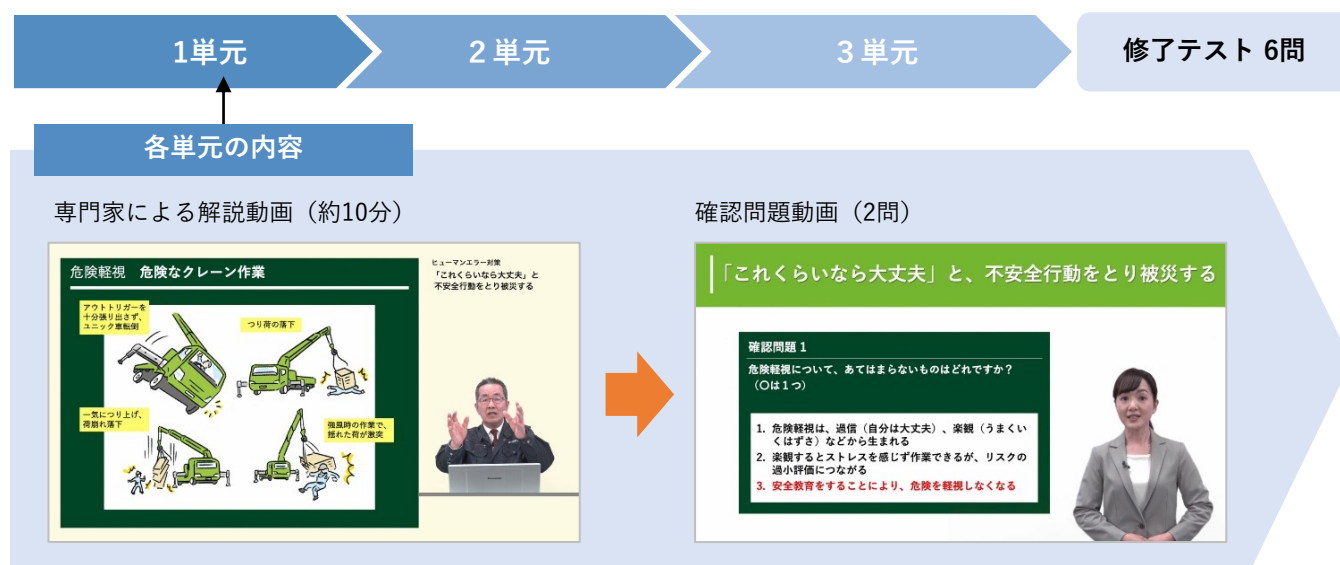 1単元
２単元
３単元
修了テスト 6問
各単元の内容
専門家による解説動画（約10分）
危険軽視　危険なクレーン作業
アウトトリガーを
十分張り出さず、
ユニック車転倒
つり荷の落下
一気につり上げ、
荷崩れ落下
強風時の作業で、
揺れた荷が激突
ヒューマンエラー対策
「これくらいなら大丈夫」と
不安全行動をとり被災する
確認問題動画（2問）
「これくらいなら大丈夫」と、不安全行動をとり被災する
確認問題 1
危険軽視について、あてはまらないものはどれですか？
（〇は１つ）
1. 危険軽視は、過信（自分は大丈夫）、楽観（うまくい
くはずさ）などから生まれる
2. 楽観するとストレスを感じず作業できるが、リスクの
過小評価につながる
3. 安全教育をすることにより、危険を軽視しなくなる